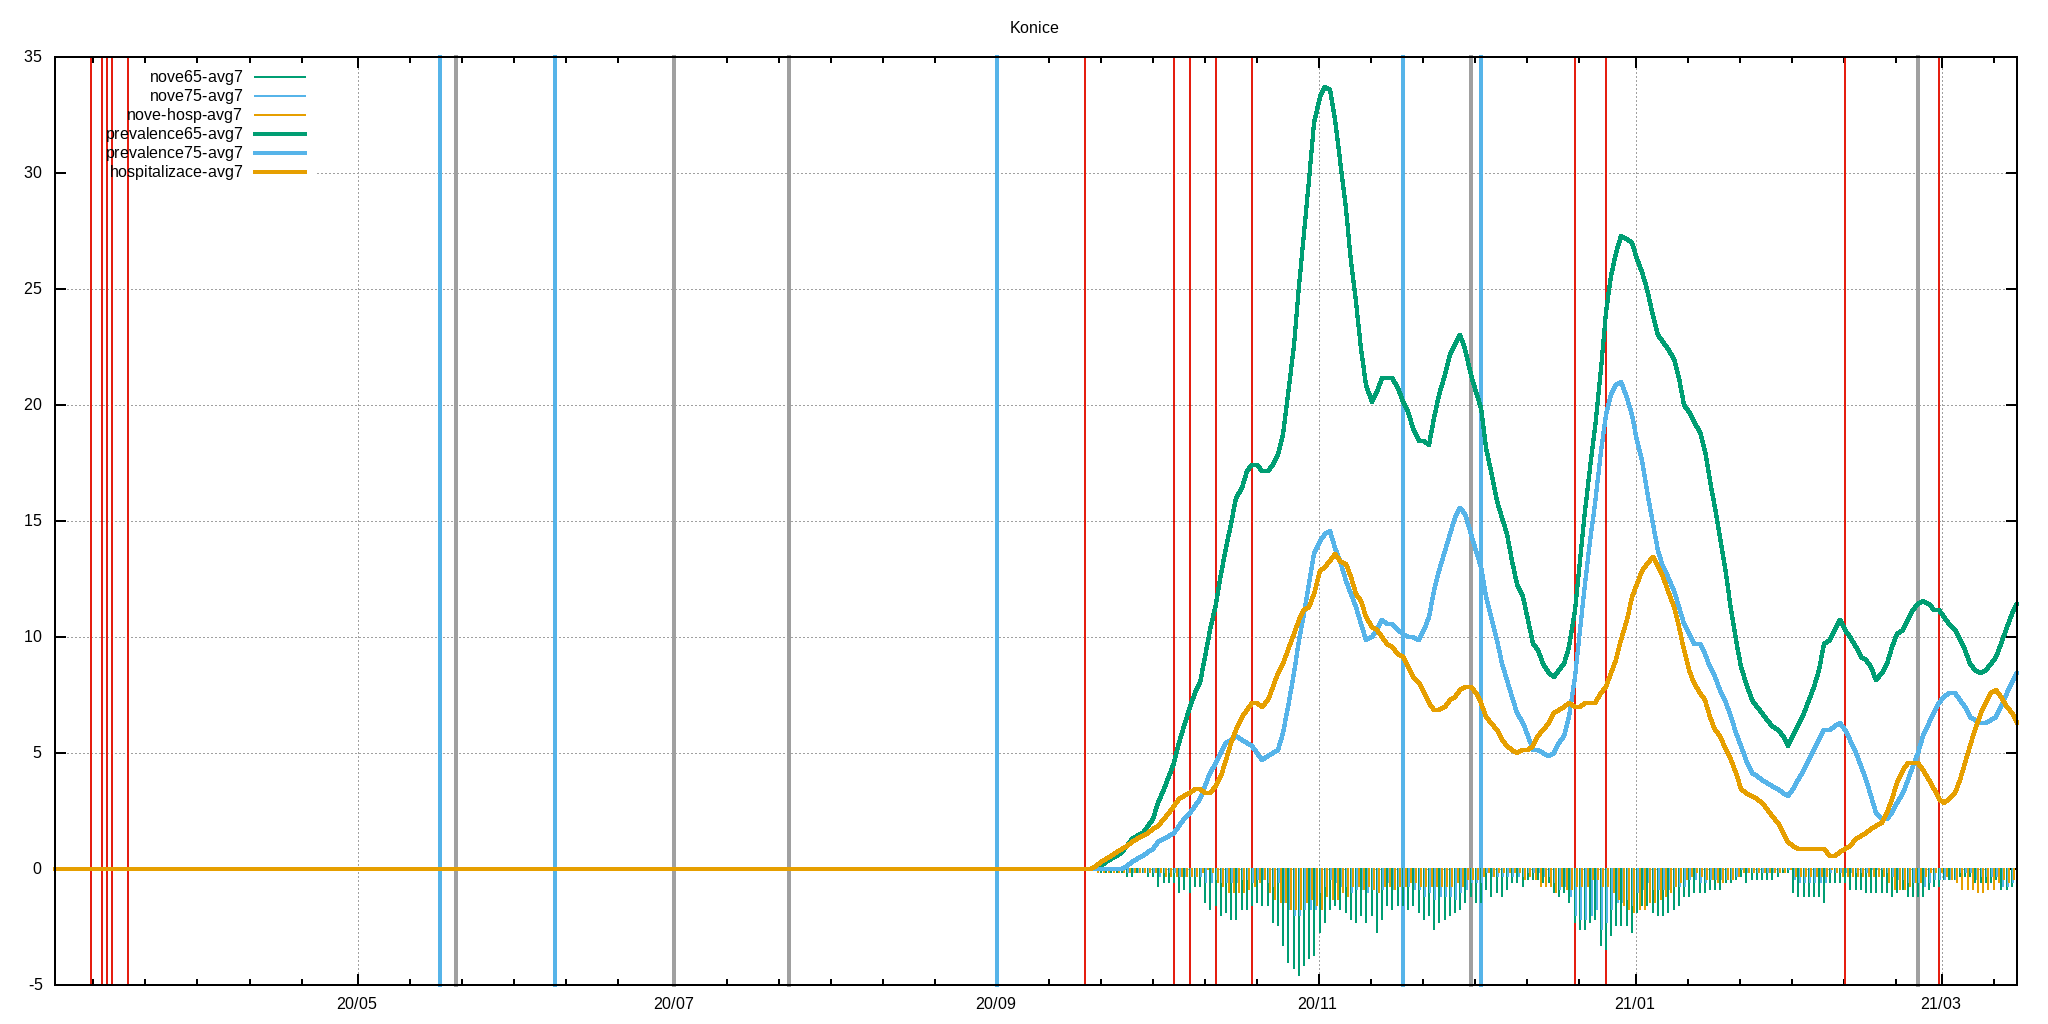 Konice
35
nove65-avg7
nove75-avg7
nove-hosp-avg7
prevalence65-avg7
prevalence75-avg7
hospitalizace-avg7
30
25
20
15
10
5
0
-5
20/05 20/07 20/09 20/11 21/01 21/03